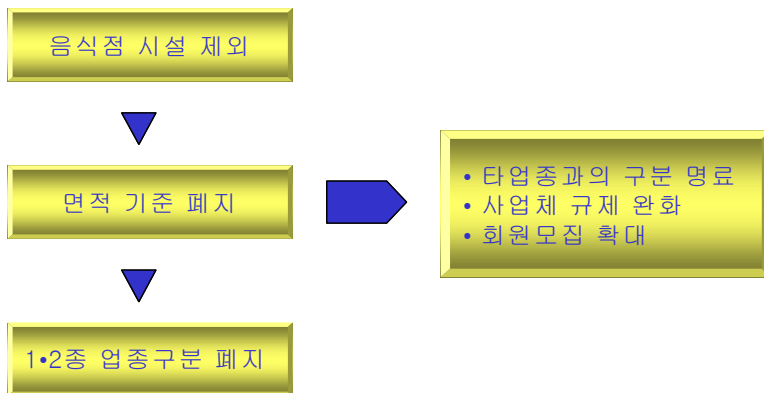 음식점 시설 제외
면적 기준 폐지
1•2종 업종구분 폐지
• 타업종과의 구분 명료
• 사업체 규제 완화
• 회원모집 확대